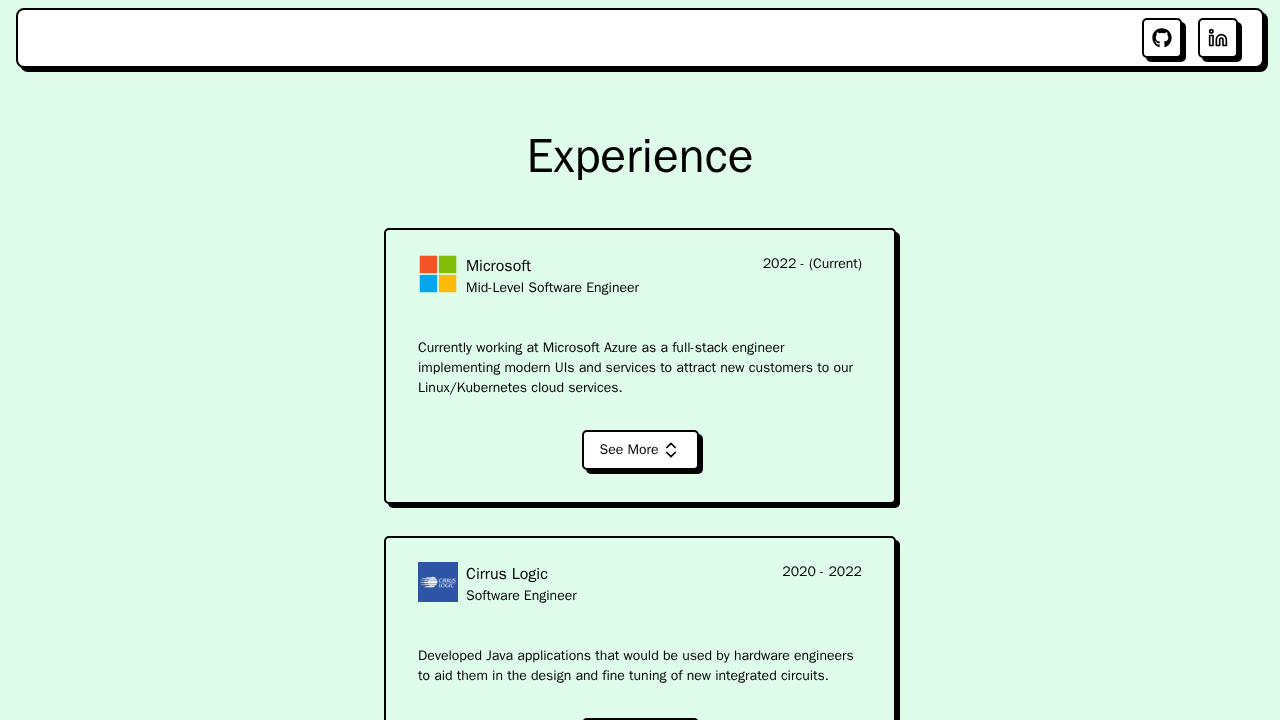 Experience
Microsoft
2022 - (Current)
Mid-Level Software Engineer
Currently working at Microsoft Azure as a full-stack engineer
implementing modern UIs and services to attract new customers to our
Linux/Kubernetes cloud services.
See More
CIRRUS
LOGIC
Cirrus Logic
2020 - 2022
Software Engineer
Developed Java applications that would be used by hardware engineers
to aid them in the design and fine tuning of new integrated circuits.